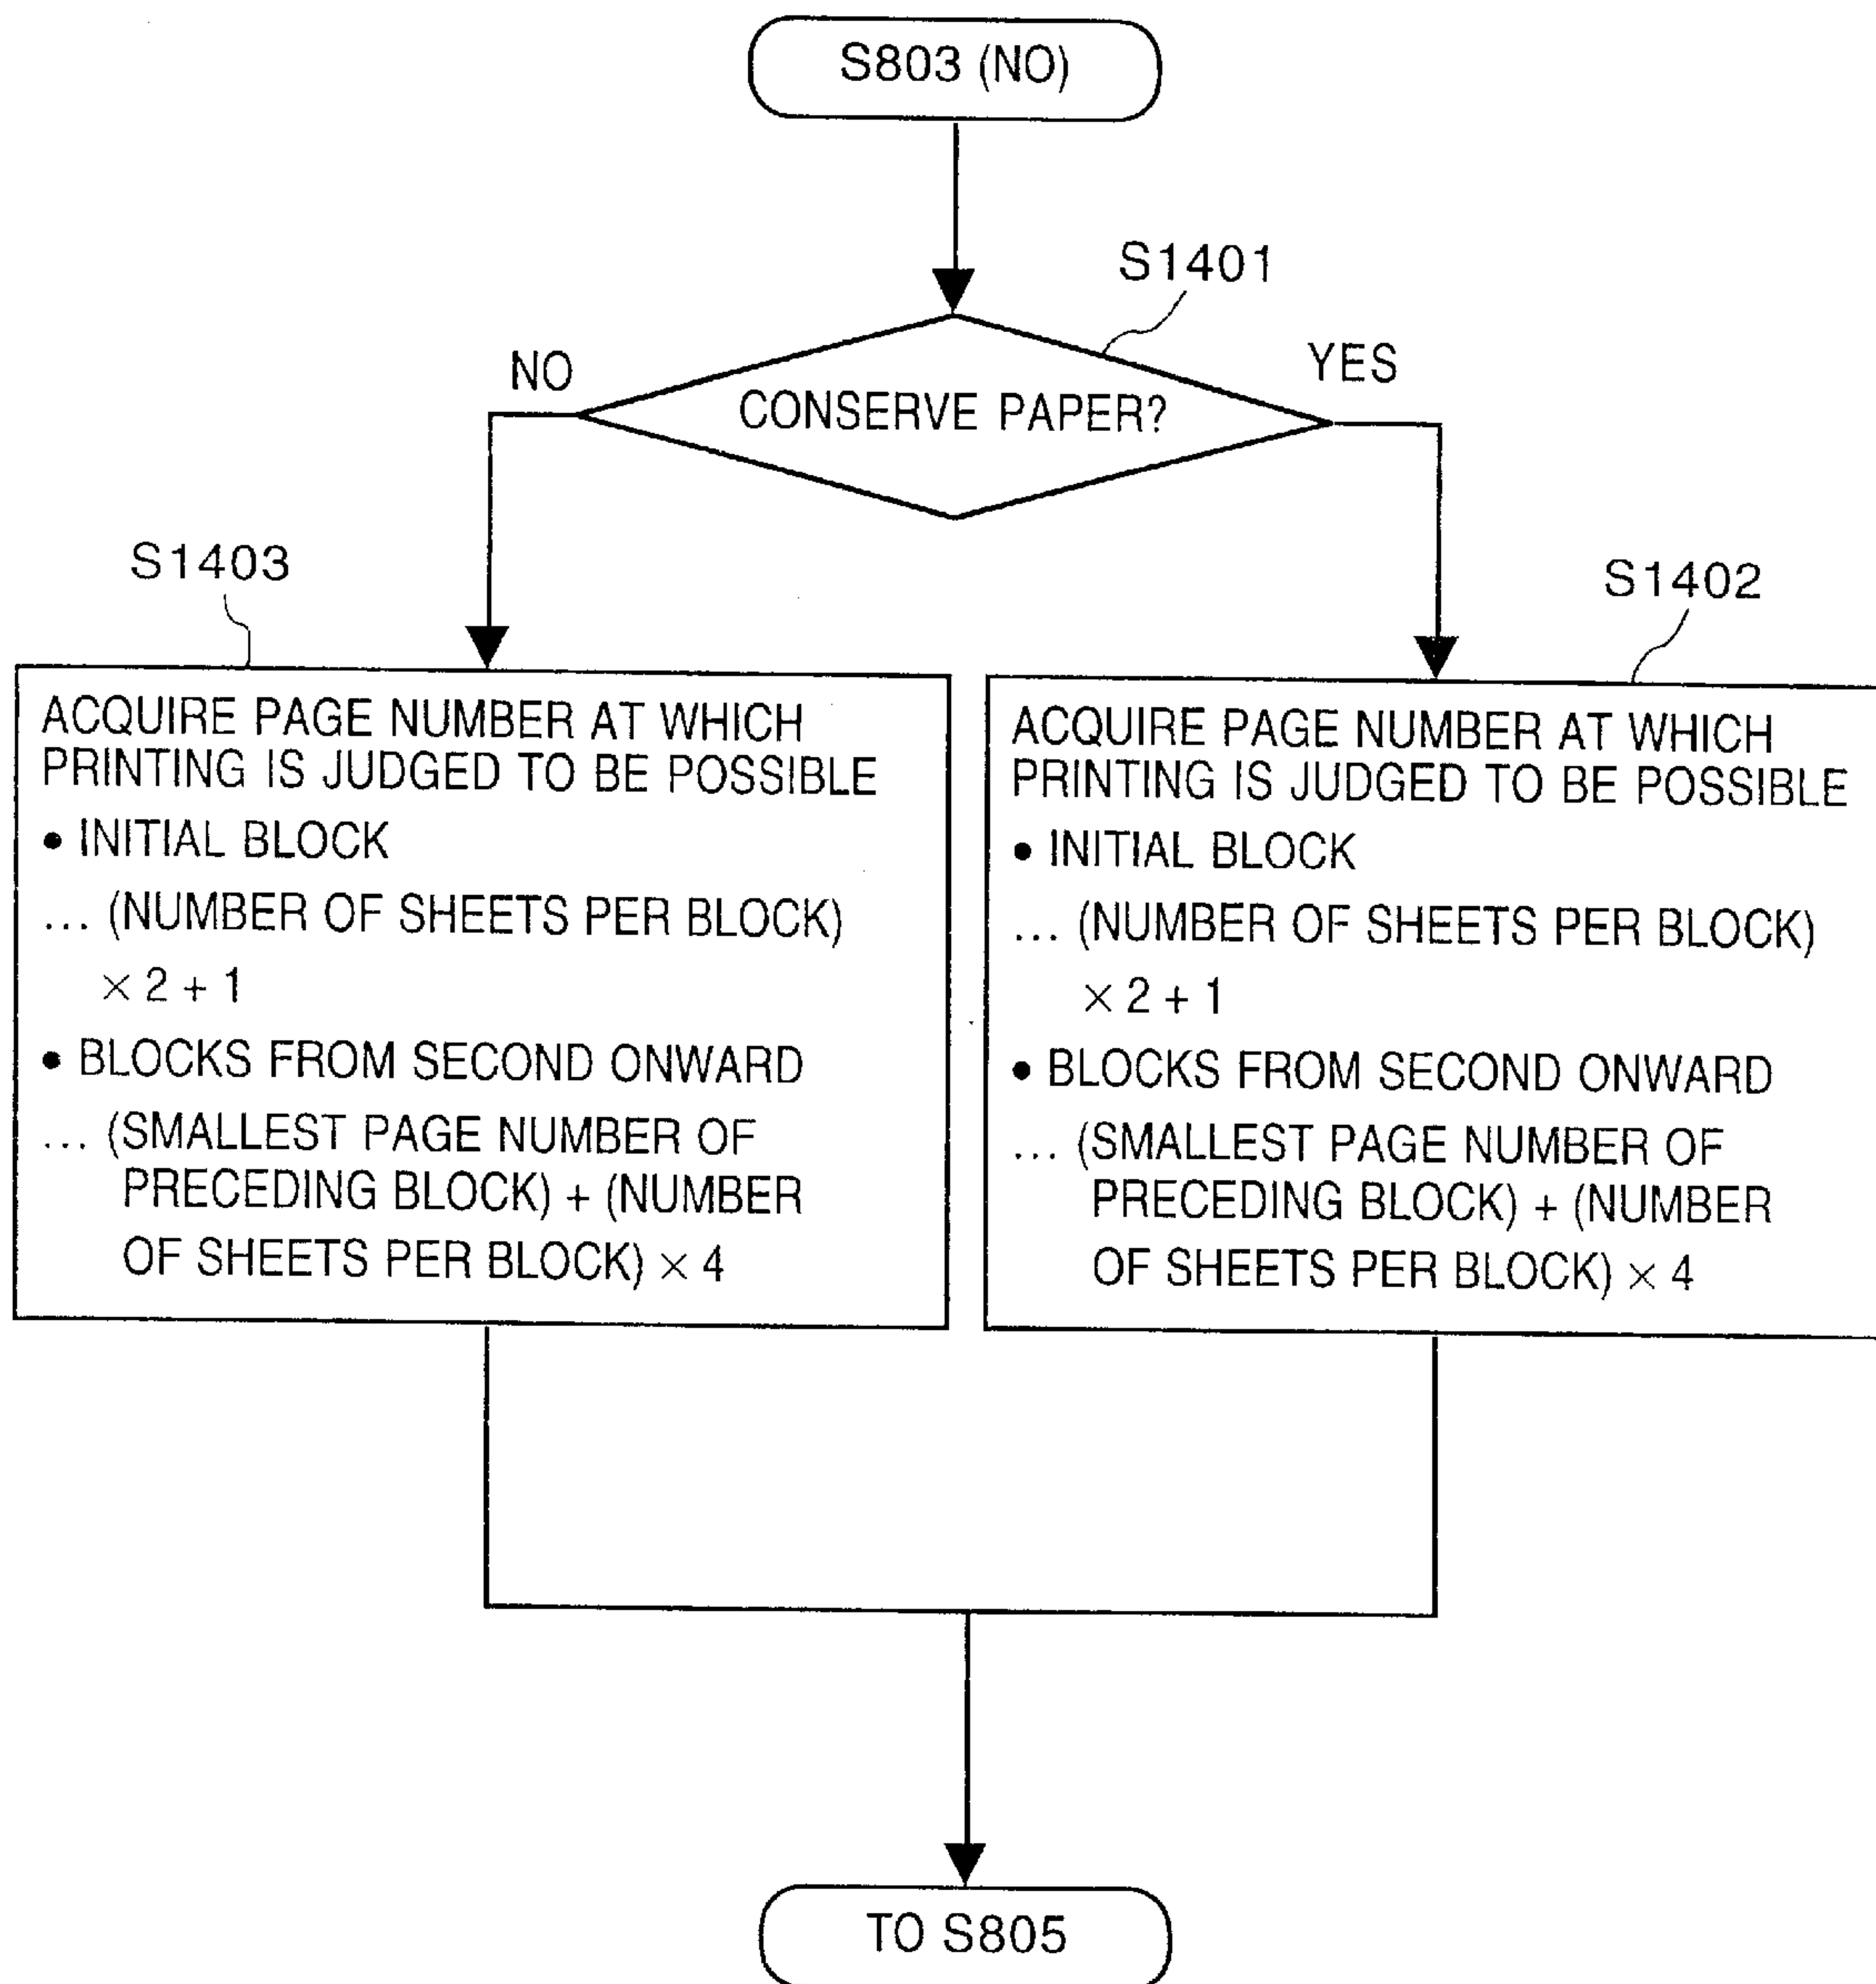 S803 (NO)
S1401
NO
YES
CONSERVE PAPER?
S1403
S1402
ACQUIRE PAGE NUMBER AT WHICH
PRINTING IS JUDGED TO BE POSSIBLE
• INITIAL BLOCK
... (NUMBER OF SHEETS PER BLOCK)
× 2 + 1
• BLOCKS FROM SECOND ONWARD
... (SMALLEST PAGE NUMBER OF
PRECEDING BLOCK) + (NUMBER
OF SHEETS PER BLOCK) × 4
ACQUIRE PAGE NUMBER AT WHICH
PRINTING IS JUDGED TO BE POSSIBLE
• INITIAL BLOCK
... (NUMBER OF SHEETS PER BLOCK)
× 2 + 1
• BLOCKS FROM SECOND ONWARD
... (SMALLEST PAGE NUMBER OF
PRECEDING BLOCK) + (NUMBER
OF SHEETS PER BLOCK) × 4
TO S805